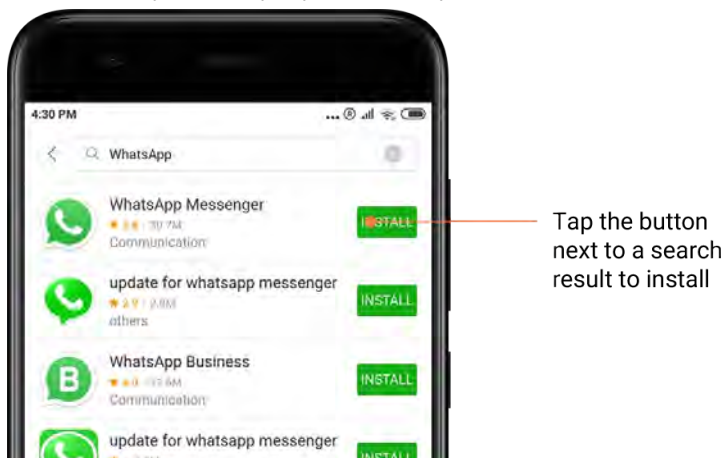 4:30 PM
WhatsApp
WhatsApp Messenger
Communication
INSTALL
Tap the button
next to a search
result to install
update for whatsapp messenger
others
INSTALL
WhatsApp Business
Communication
INSTALL
update for whatsapp messenger
INSTALL